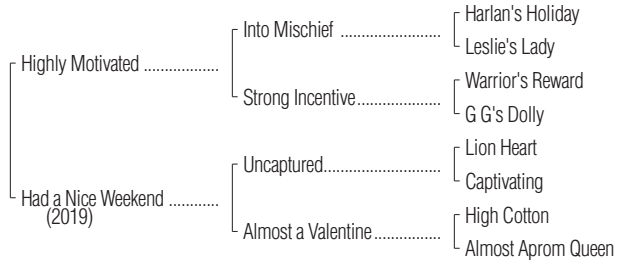 Harlan's Holiday
Into Mischief ........................
Leslie's Lady
Highly Motivated ..................
Warrior's Reward
Strong Incentive....................
G G's Dolly
Lion Heart
Uncaptured............................
Captivating
Had a Nice Weekend ............
(2019)
High Cotton
Almost a Valentine................
Almost Aprom Queen